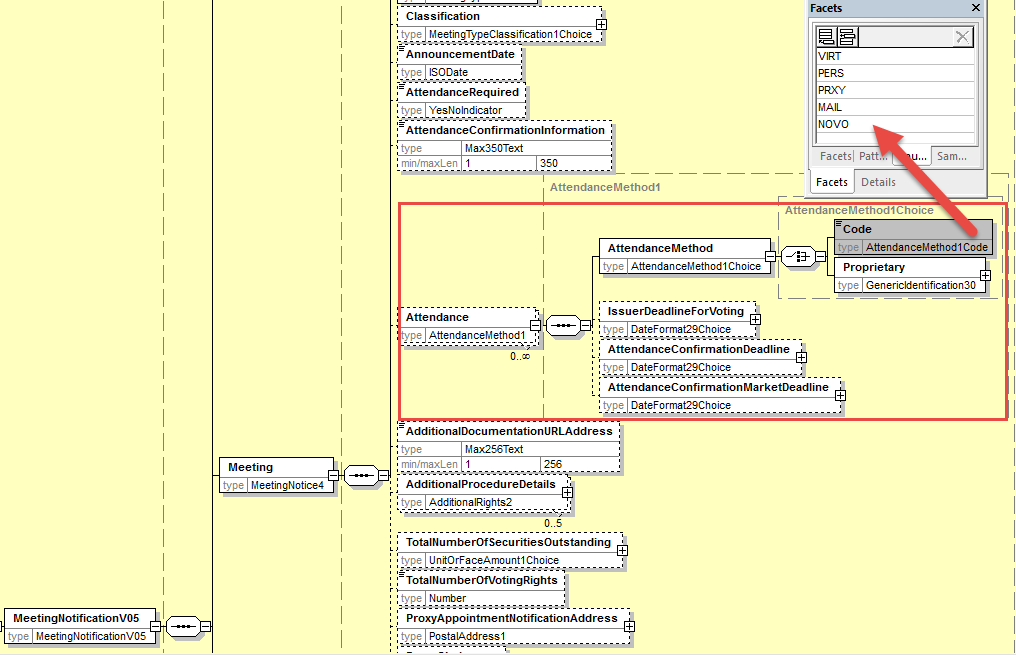 Classification
type MeetingTypeClassification1Choice
AnnouncementDate
type ISODate
AttendanceRequired
type YesNoIndicator
AttendanceConfirmationInformation
type Max350Text
min/maxLen 1 350
Facets
VIRT
PERS
PRXY
MAIL
NOVO
Facets Patt... Sam...
Facets Details
AttendanceMethod1
AttendanceMethod1Choice
Code
type AttendanceMethod1Code
AttendanceMethod
type AttendanceMethod1Choice
Proprietary
type GenericIdentification30
Attendance
type AttendanceMethod1
0..∞
IssuerDeadlineForVoting
type DateFormat29Choice
AttendanceConfirmationDeadline
type DateFormat29Choice
AttendanceConfirmationMarketDeadline
type DateFormat29Choice
AdditionalDocumentationURLAddress
type Max256Text
min/maxLen 1 256
Meeting
type MeetingNotice4
AdditionalProcedureDetails
type AdditionalRights2
0..5
TotalNumberOfSecuritiesOutstanding
type UnitOrFaceAmount1Choice
TotalNumberOfVotingRights
type Number
ProxyAppointmentNotificationAddress
type PostalAddress1
MeetingNotificationV05
type MeetingNotificationV05